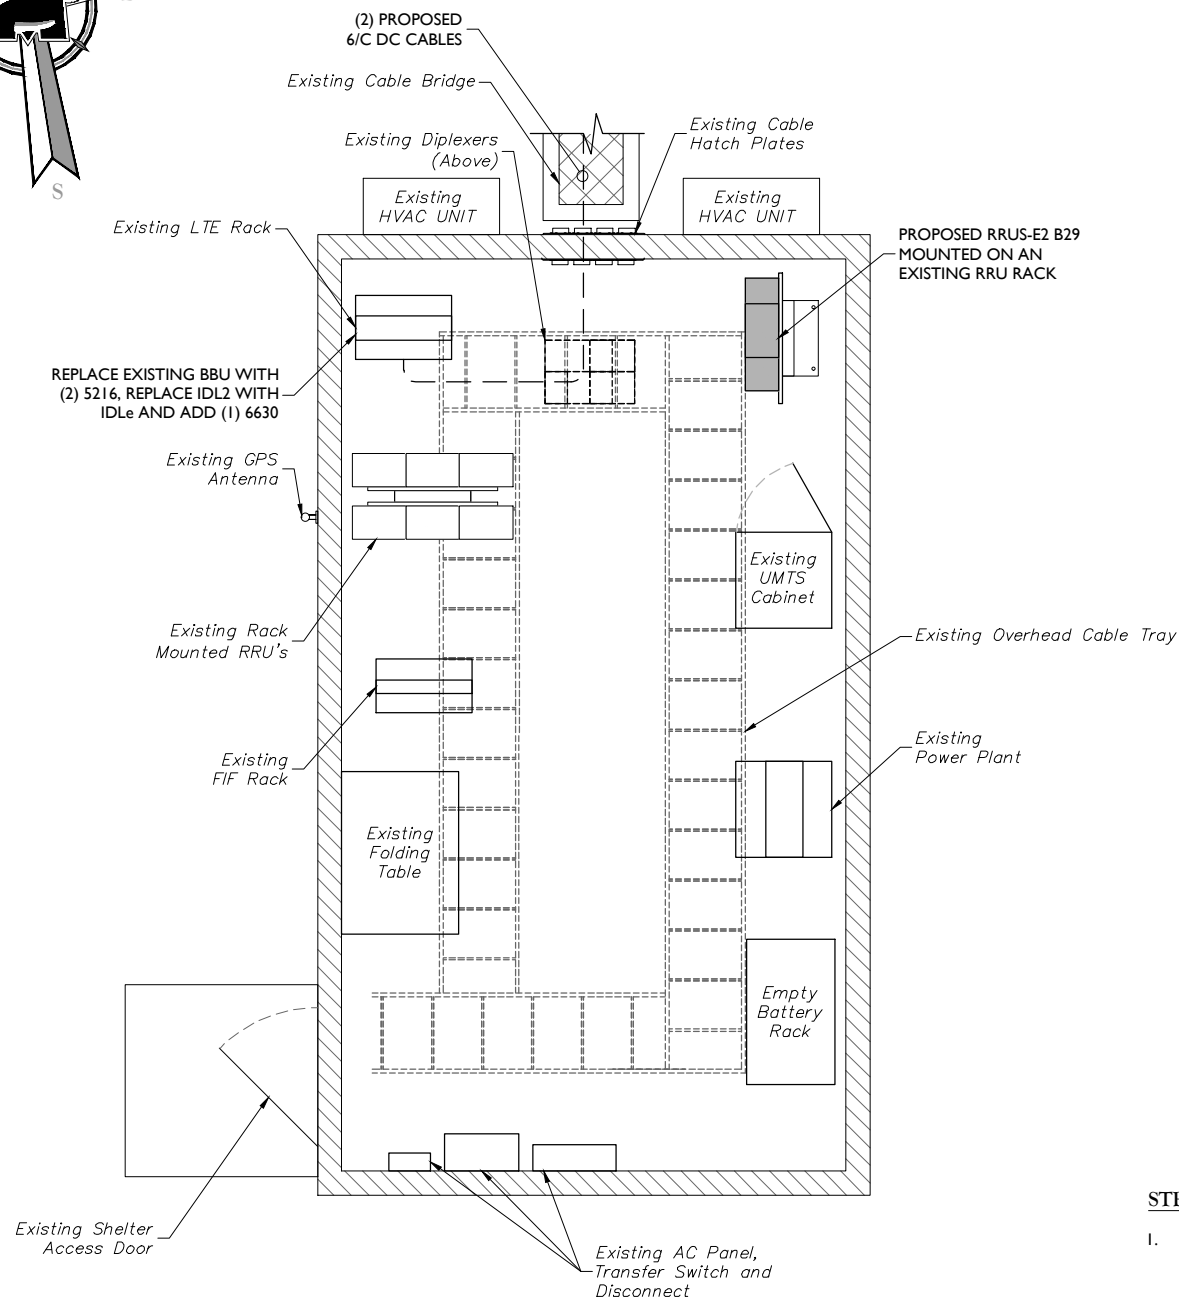 (2) PROPOSED
6/C DC CABLES
Existing Cable Bridge
Existing Diplexers
(Above)
Existing Cable
Hatch Plates
S
Existing
HVAC UNIT
Existing
HVAC UNIT
Existing LTE Rack
PROPOSED RRUS-E2 B29
MOUNTED ON AN
EXISTING RRU RACK
REPLACE EXISTING BBU WITH
(2) 5216, REPLACE IDL2 WITH
IDLe AND ADD (1) 6630
Existing GPS
Antenna
Existing
UMTS
Cabinet
Existing Rack
Mounted RRU's
Existing Overhead Cable Tray
Existing
FIF Rack
Existing
Power Plant
Existing
Folding
Table
Empty
Battery
Rack
Existing Shelter
Access Door
Existing AC Panel,
Transfer Switch and
Disconnect
1.